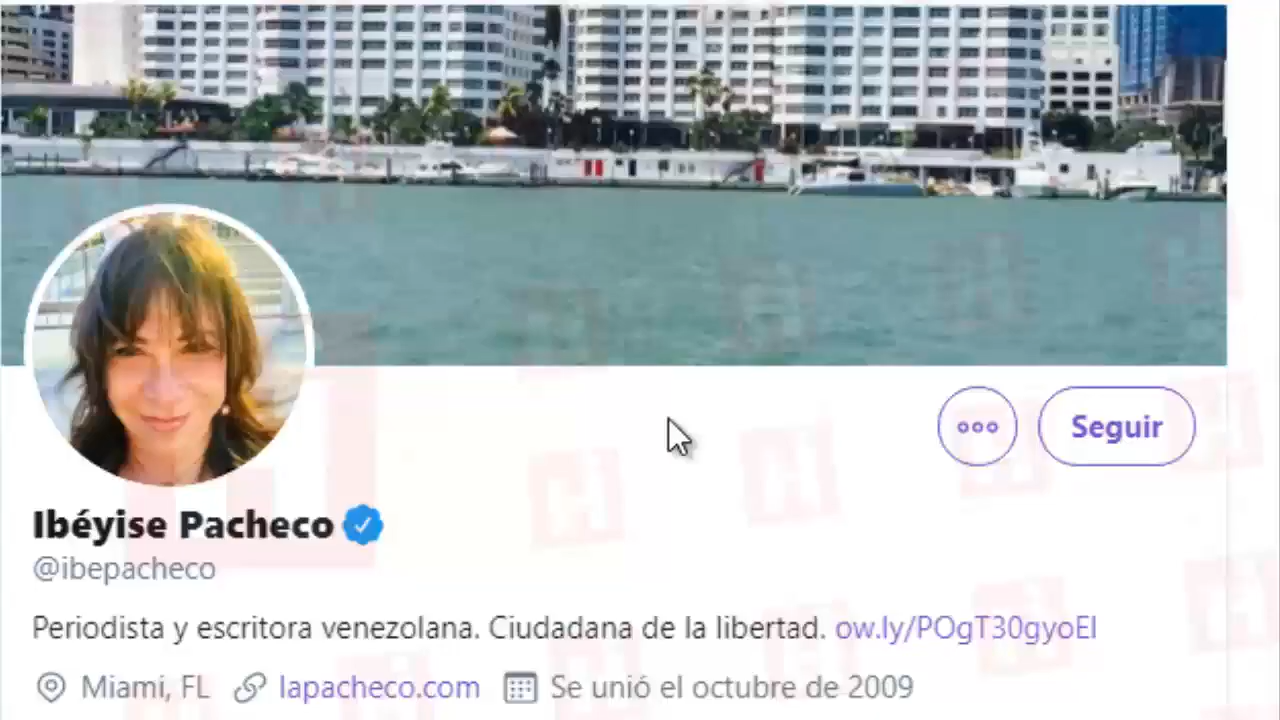 Seguir
Ibéyise Pacheco
@ibepacheco
Periodista y escritora venezolana. Ciudadana de la libertad. ow.ly/POgT30gyoEl
Miami, FL lapacheco.com Se unió el octubre de 2009